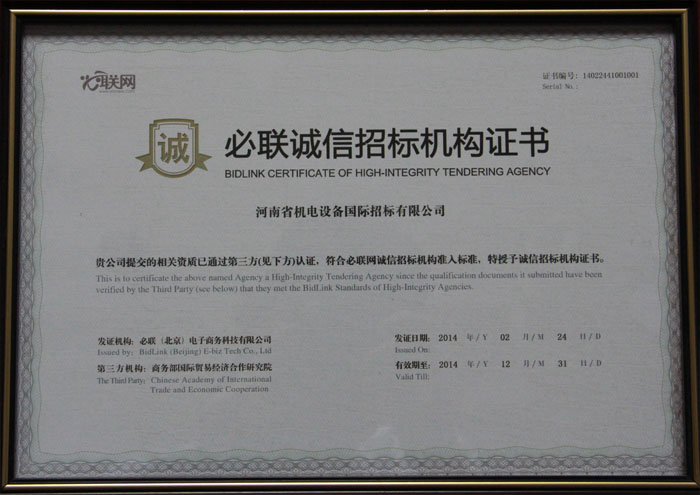 必联网
证书编号: 14022441001001
Serial No.:
诚
必联诚信招标机构证书
BIDLINK CERTIFICATE OF HIGH-INTEGRITY TENDERING AGENCY
河南省机电设备国际招标有限公司
贵公司提交的相关资质已通过第三方(见下方)认证，符合必联网诚信招标机构准入标准，特授予诚信招标机构证书。
This is to certificate the above named Agency a High-Integrity Tendering Agency since the qualification documents it submitted have been
verified by the Third Party (see below) that they met the BidLink Standards of High-Integrity Agencies.
发证机构: 必联（北京）电子商务科技有限公司
Issued by: BidLink (Beijing) E-biz Tech Co., Ltd
第三方机构: 商务部国际贸易经济合作研究院
The Third Party: Chinese Academy of International
Trade and Economic Cooperation
发证日期: 2014 年/Y 02 月/M 24 日/D
Issued On:
有效期至: 2014 年/Y 12 月/M 31 日/D
Valid Till: